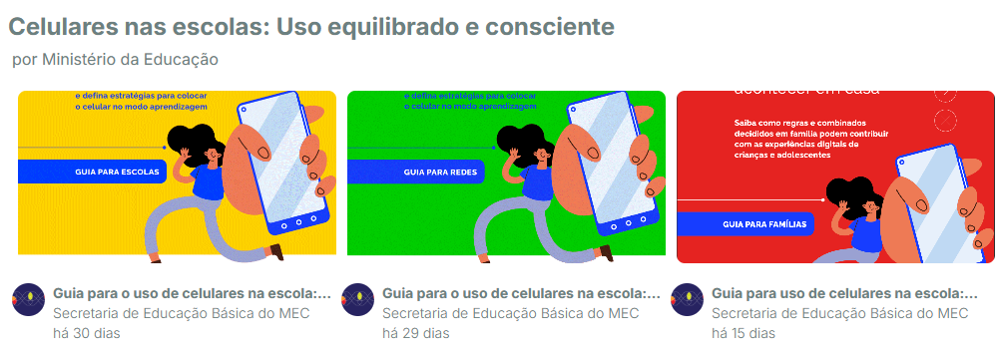 Celulares nas escolas: Uso equilibrado e consciente
por Ministério da Educação
e defina estratégias para colocar
o celular no modo aprendizagem
GUIA PARA ESCOLAS
e defina estratégias para colocar
o celular no modo aprendizagem
GUIA PARA REDES
acontecer em casa
Saiba como regras e combinados
decididos em família podem contribuir
com as experiências digitais de
crianças e adolescentes
GUIA PARA FAMÍLIAS
Guia para o uso de celulares na escola:...
Secretaria de Educação Básica do MEC
há 30 dias
Guia para uso de celulares na escola:...
Secretaria de Educação Básica do MEC
há 29 dias
Guia para uso de celulares na escola:...
Secretaria de Educação Básica do MEC
há 15 dias